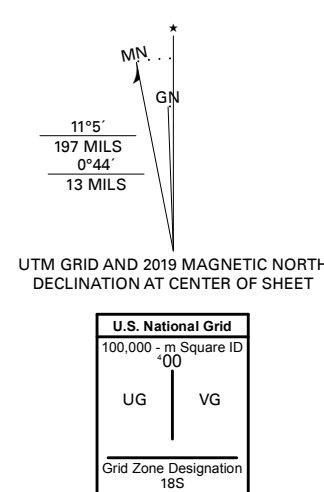 ★
MN
GN
11°5´
197 MILS
0°44´
13 MILS
UTM GRID AND 2019 MAGNETIC NORTH
DECLINATION AT CENTER OF SHEET
U.S. National Grid
100,000 - m Square ID
⁴00
UG VG
Grid Zone Designation
18S